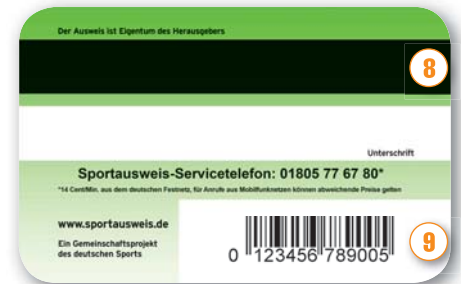 Der Ausweis ist Eigentum des Herausgebers
8
Unterschrift
Sportausweis-Servicetelefon: 01805 77 67 80*
*14 Cent/Min. aus dem deutschen Festnetz, für Anrufe aus Mobilfunknetzen können abweichende Preise gelten
www.sportausweis.de
Ein Gemeinschaftsprojekt
des deutschen Sports
0 123456 789005
9